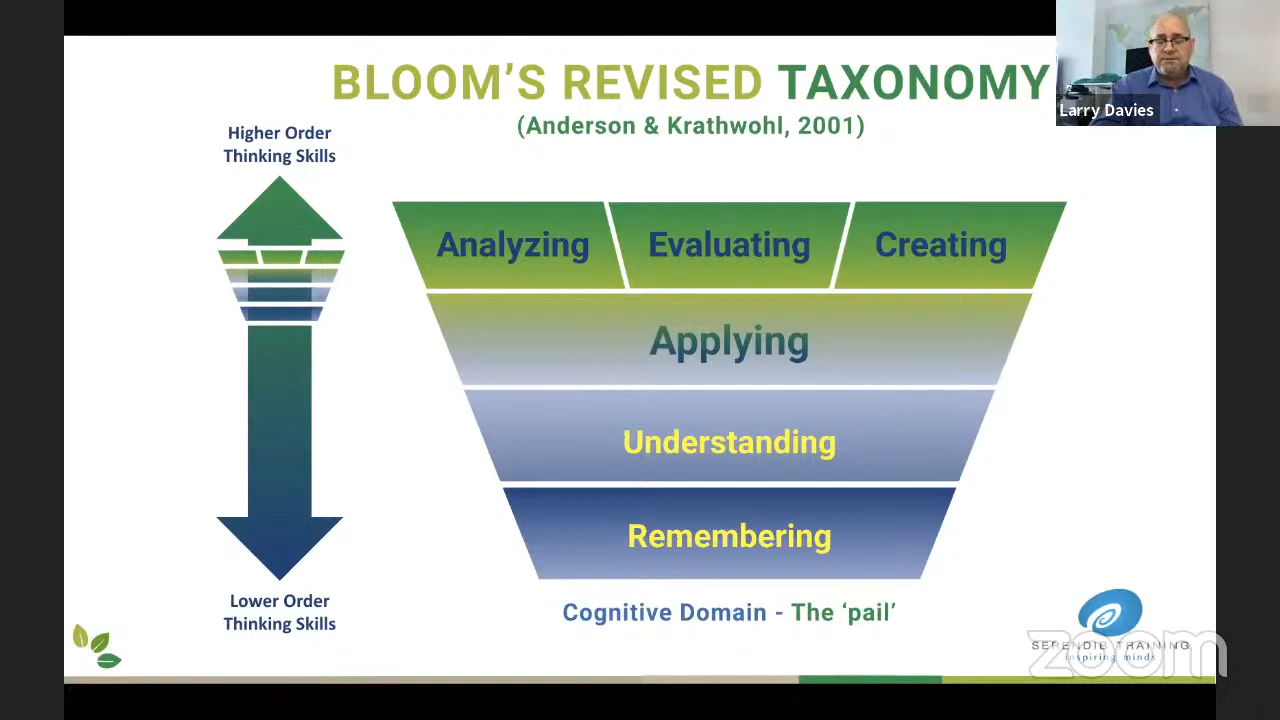 BLOOM'S REVISED TAXONOMY
(Anderson & Krathwohl, 2001)
Larry Davies
Higher Order
Thinking Skills
Analyzing Evaluating Creating
Applying
Understanding
Remembering
Lower Order
Thinking Skills
Cognitive Domain - The 'pail'
SERENDIB TRAINING
inspiring minds
zoom